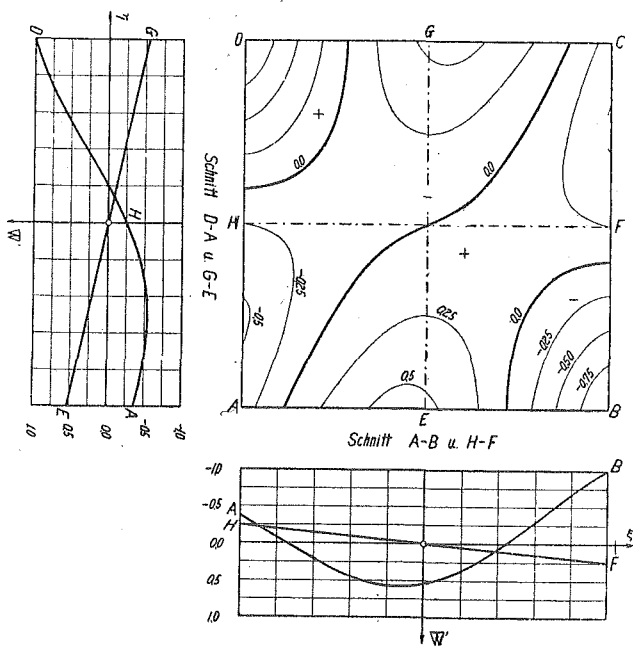 D
G
C
η
G
+
0.0
0.0
Schnitt D-A u. G-E
H
W'
H
F
-
+
-0.25
-0.5
0.25
0.0
-
0.5
-0.25
-0.50
-0.75
A
E
B
E
A
1.0 0.5 0.0 -0.5 -1.0
Schnitt A-B u. H-F
-1.0
-0.5
0.0
0.5
1.0
A
H
B
ξ
F
W'